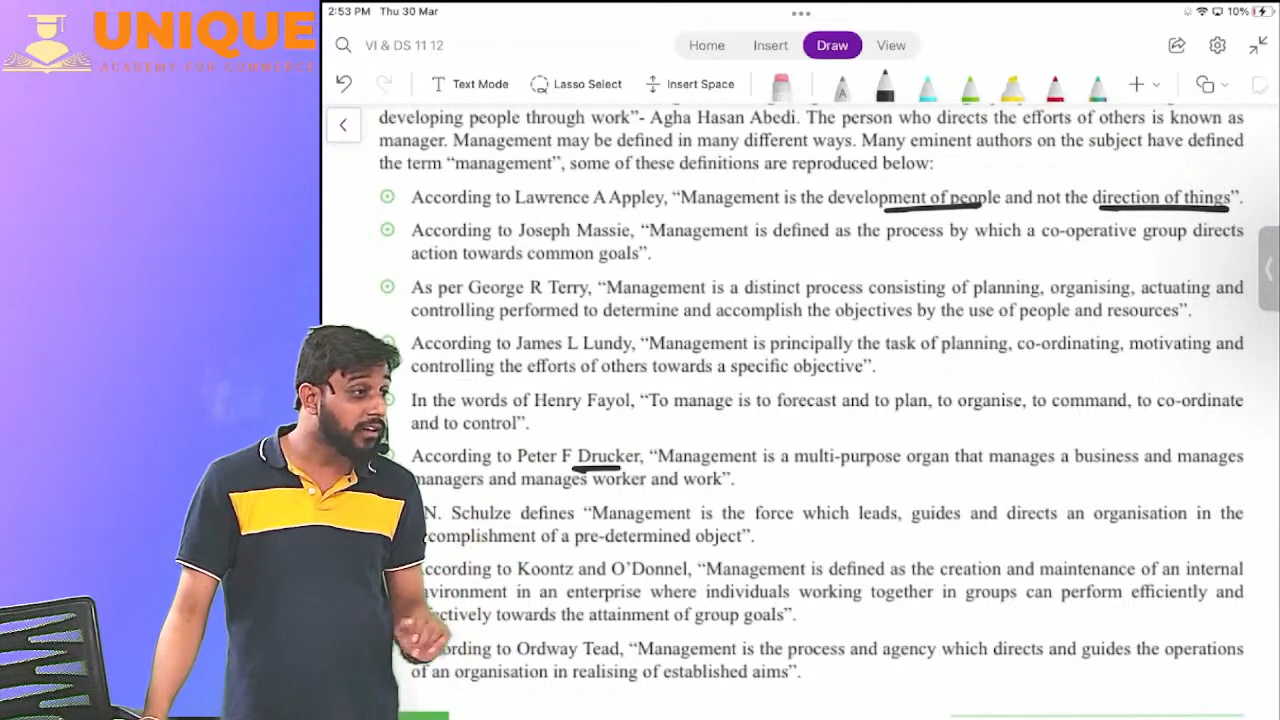 UNIQUE
ACADEMY FOR COMMERCE
2:53 PM Thu 30 Mar
10%
VI & DS 11 12
Home Insert Draw View
Text Mode Lasso Select Insert Space
developing people through work”- Agha Hasan Abedi. The person who directs the efforts of others is known as
manager. Management may be defined in many different ways. Many eminent authors on the subject have defined
the term “management”, some of these definitions are reproduced below:
According to Lawrence A Appley, “Management is the development of people and not the direction of things”.
According to Joseph Massie, “Management is defined as the process by which a co-operative group directs
action towards common goals”.
As per George R Terry, “Management is a distinct process consisting of planning, organising, actuating and
controlling performed to determine and accomplish the objectives by the use of people and resources”.
According to James L Lundy, “Management is principally the task of planning, co-ordinating, motivating and
controlling the efforts of others towards a specific objective”.
In the words of Henry Fayol, “To manage is to forecast and to plan, to organise, to command, to co-ordinate
and to control”.
According to Peter F Drucker, “Management is a multi-purpose organ that manages a business and manages
managers and manages worker and work”.
N. Schulze defines “Management is the force which leads, guides and directs an organisation in the
complishment of a pre-determined object”.
cording to Koontz and O’Donnel, “Management is defined as the creation and maintenance of an internal
vironment in an enterprise where individuals working together in groups can perform efficiently and
ectively towards the attainment of group goals”.
ording to Ordway Tead, “Management is the process and agency which directs and guides the operations
of an organisation in realising of established aims”.